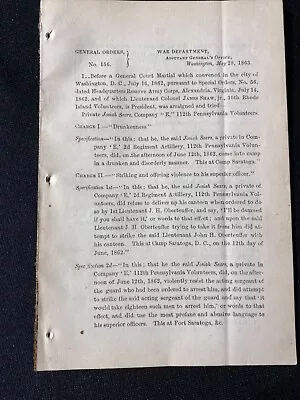 GENERAL ORDERS, WAR DEPARTMENT,
No. 156. ADJUTANT GENERAL'S OFFICE,
Washington, May 29, 1863.
I..Before a General Court Martial which convened in the city of
Washington, D. C., July 14, 1862, pursuant to Special Orders, No. 56,
dated Headquarters Reserve Army Corps, Alexandria, Virginia, July 14,
1862, and of which Lieutenant Colonel JAMES SHAW, jr., 10th Rhode
Island Volunteers, is President, was arraigned and tried—
Private Josiah Sears, Company "E," 112th Pennsylvania Volunteers.
CHARGE I.—"Drunkenness."
Specification—"In this; that he, the said Josiah Sears, a private in Com-
pany 'E,' 2d Regiment Artillery, 112th Pennsylvania Volun-
teers, did, on the afternoon of June 12th, 1862, come into camp
in a drunken and disorderly manner. This at Camp Saratoga."
CHARGE II.—"Striking and offering violence to his superior officer."
Specification 1st—"In this; that he, the said Josiah Sears, a private in
Company 'E,' 2d Regiment Artillery, 112th Pennsylvania Vol-
unteers, did refuse to deliver up his canteen when ordered to do
so by 1st Lieutenant J. H. Oberteuffer, and say, 'I'll be damned
if you shall have it,' or words to that effect; and upon the said
Lieutenant J. H. Oberteuffer trying to take it from him did at-
tempt to strike the said Lieutenant John H. Oberteuffer with
his canteen. This at Camp Saratoga, D. C., on the 12th day of
June, 1862."
Specification 2d—"In this; that he, the said Josiah Sears, a private in
Company 'E,' 112th Pennsylvania Volunteers, did, on the after-
noon of June 12th, 1862, violently resist the acting sergeant of
the guard who had been ordered to arrest him, and did attempt
to strike the said acting sergeant of the guard and say that 'it
would take eighteen such men to arrest him,' or words to that
effect, and did use the most profane and abusive language to
his superior officers. This at Fort Saratoga, &c.